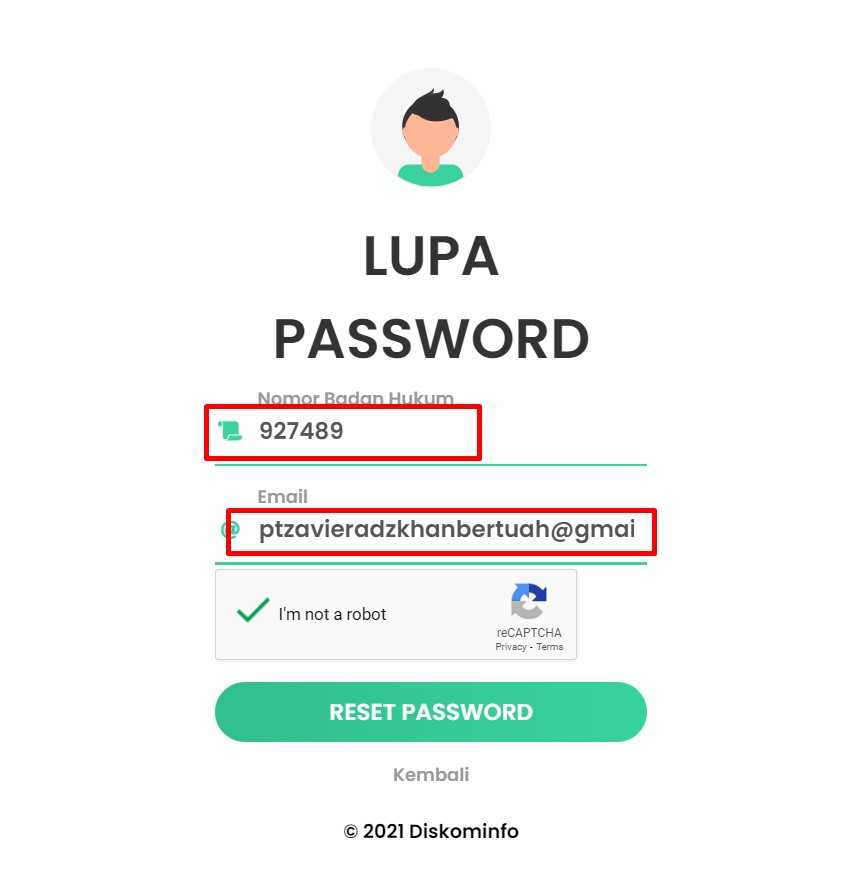 LUPA
PASSWORD
Nomor Badan Hukum
927489
Email
@ ptzavieradzkhanbertuah@gmai
I'm not a robot
reCAPTCHA
Privacy - Terms
RESET PASSWORD
Kembali
© 2021 Diskominfo